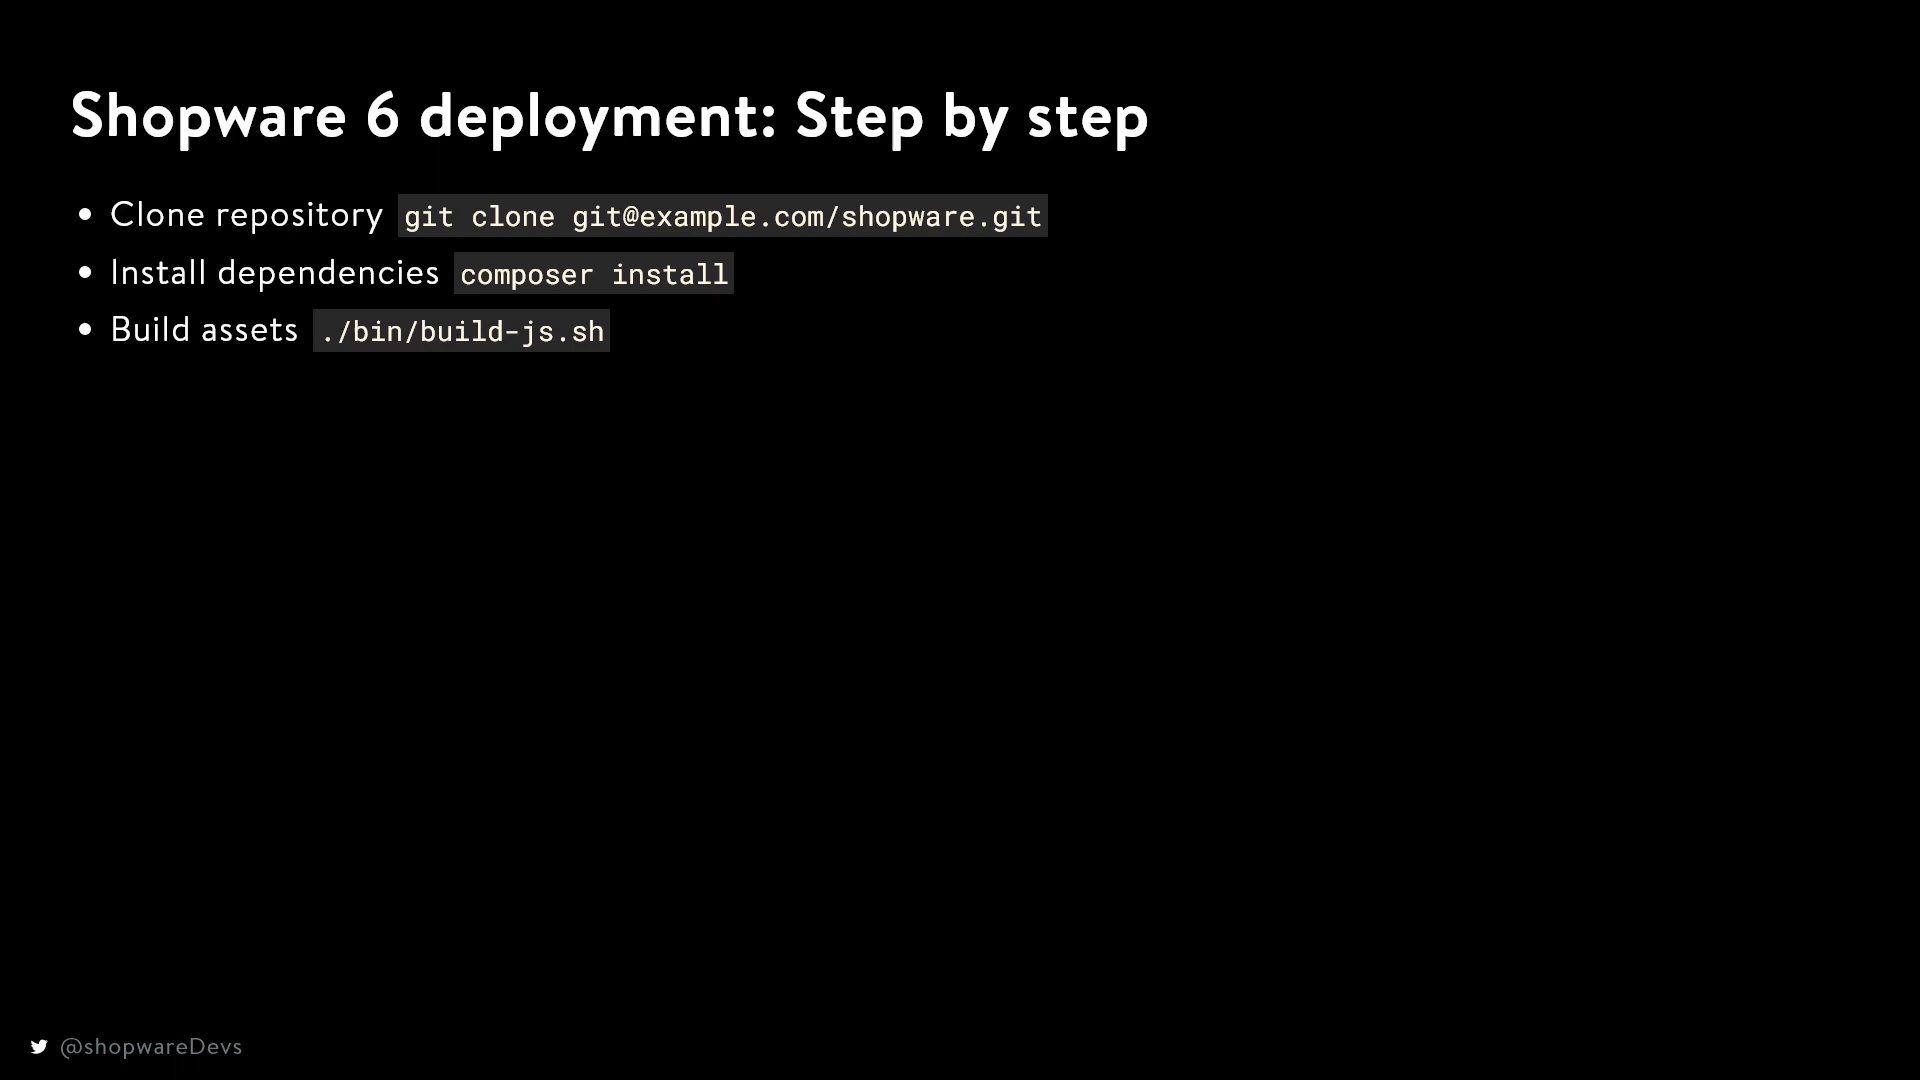 Shopware 6 deployment: Step by step
• Clone repository git clone git@example.com/shopware.git
• Install dependencies composer install
• Build assets ./bin/build-js.sh
@shopwareDevs